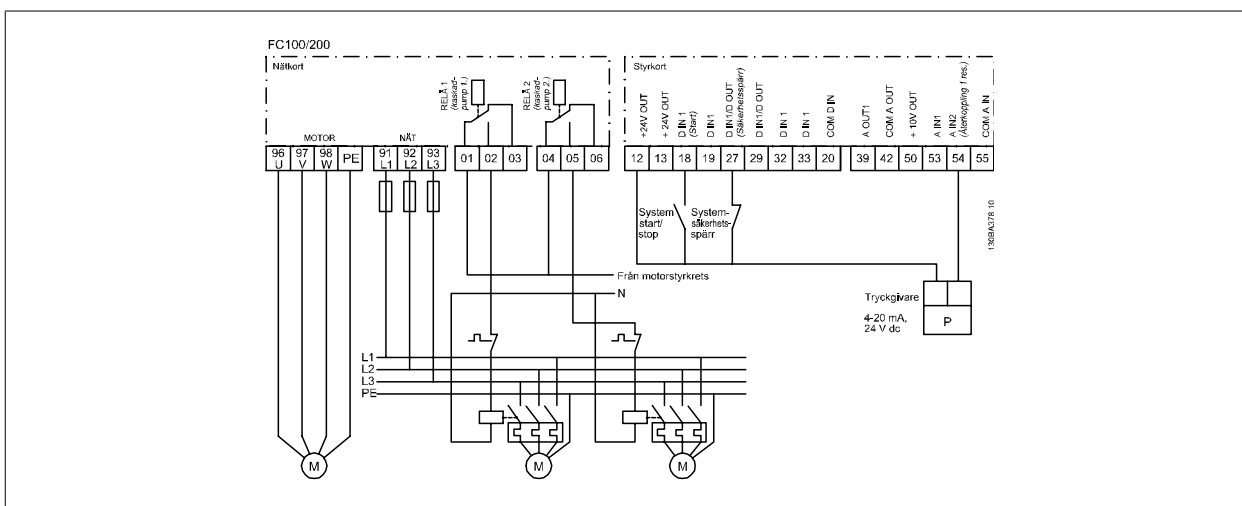 FC100/200
Nätkort
Styrkort
RELÄ 1
(kaskad-
pump 1.)
RELÄ 2
(kaskad-
pump 2.)
MOTOR
NÄT
+24V OUT
+ 24V OUT
D IN 1
(Start)
D IN1
D IN1/D OUT
(Säkerhetsspärr)
D IN1/D OUT
D IN 1
D IN 1
COM D IN
A OUT1
COM A OUT
+ 10V OUT
A IN1
A IN2
(Återkoppling 1 res.)
COM A IN
96 97 98 PE 91 92 93 01 02 03 04 05 06 12 13 18 19 27 29 32 33 20 39 42 50 53 54 55
U V W L1 L2 L3
System
start/
stop
System-
säkerhets-
spärr
130BA378.10
Från motorstyrkrets
N
Tryckgivare
4-20 mA,
24 V dc
P
L1
L2
L3
PE
M M M